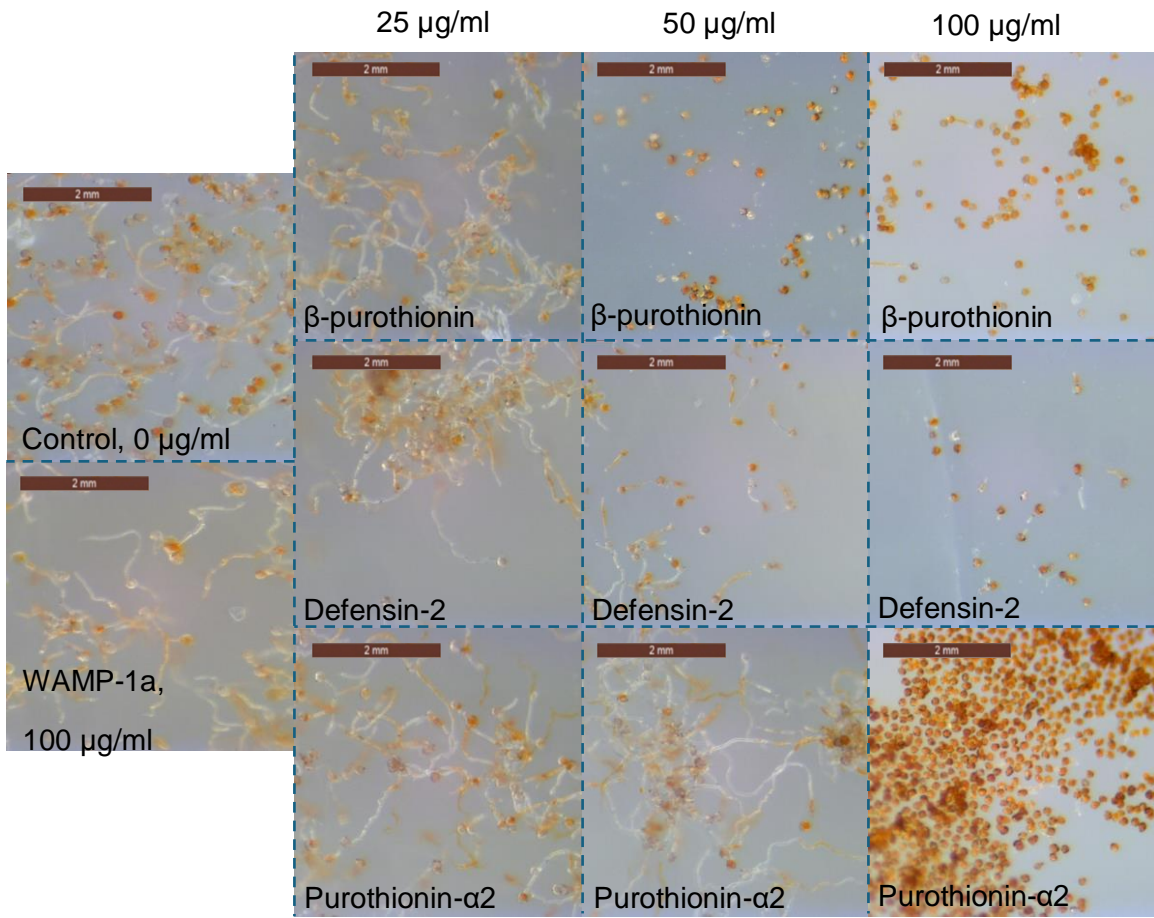 25 µg/ml
50 µg/ml
100 µg/ml
2 mm
2 mm
2 mm
β-purothionin
β-purothionin
β-purothionin
2 mm
Control, 0 µg/ml
2 mm
2 mm
2 mm
Defensin-2
Defensin-2
Defensin-2
2 mm
WAMP-1a,
100 µg/ml
2 mm
2 mm
2 mm
Purothionin-α2
Purothionin-α2
Purothionin-α2